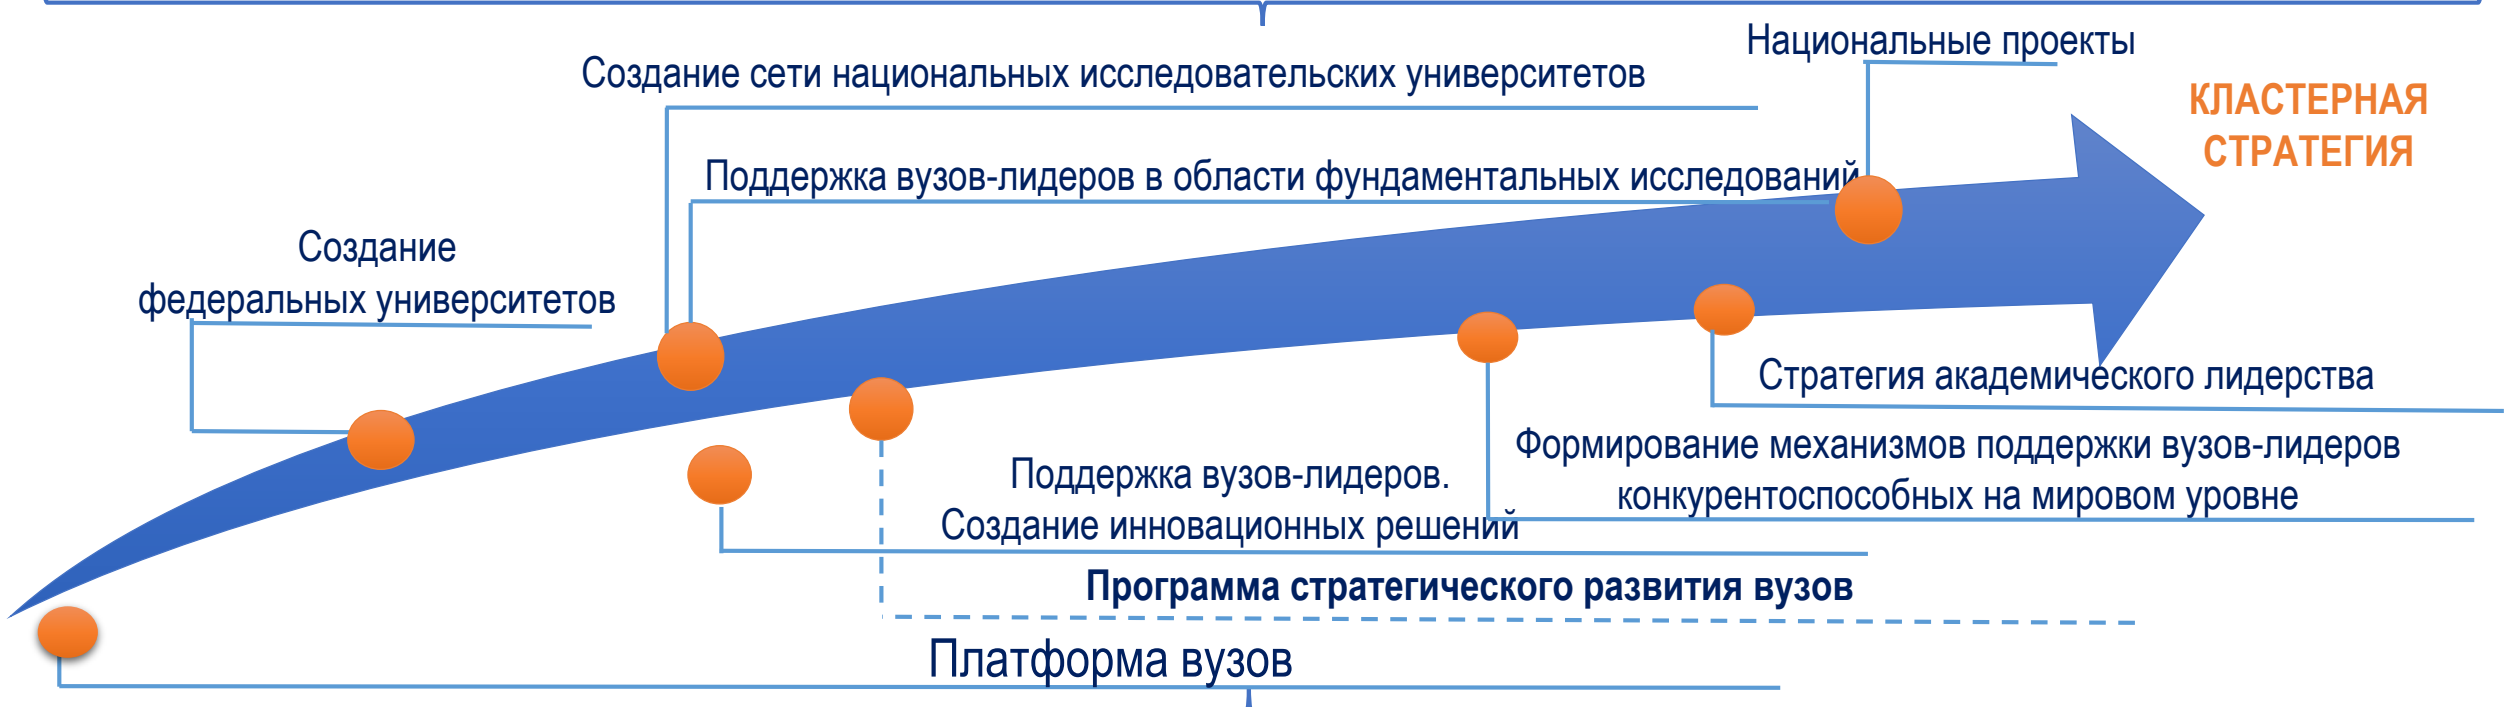 Национальные проекты
Создание сети национальных исследовательских университетов
КЛАСТЕРНАЯ
СТРАТЕГИЯ
Поддержка вузов-лидеров в области фундаментальных исследований
Создание
федеральных университетов
Стратегия академического лидерства
Формирование механизмов поддержки вузов-лидеров
конкурентоспособных на мировом уровне
Поддержка вузов-лидеров.
Создание инновационных решений
Программа стратегического развития вузов
Платформа вузов